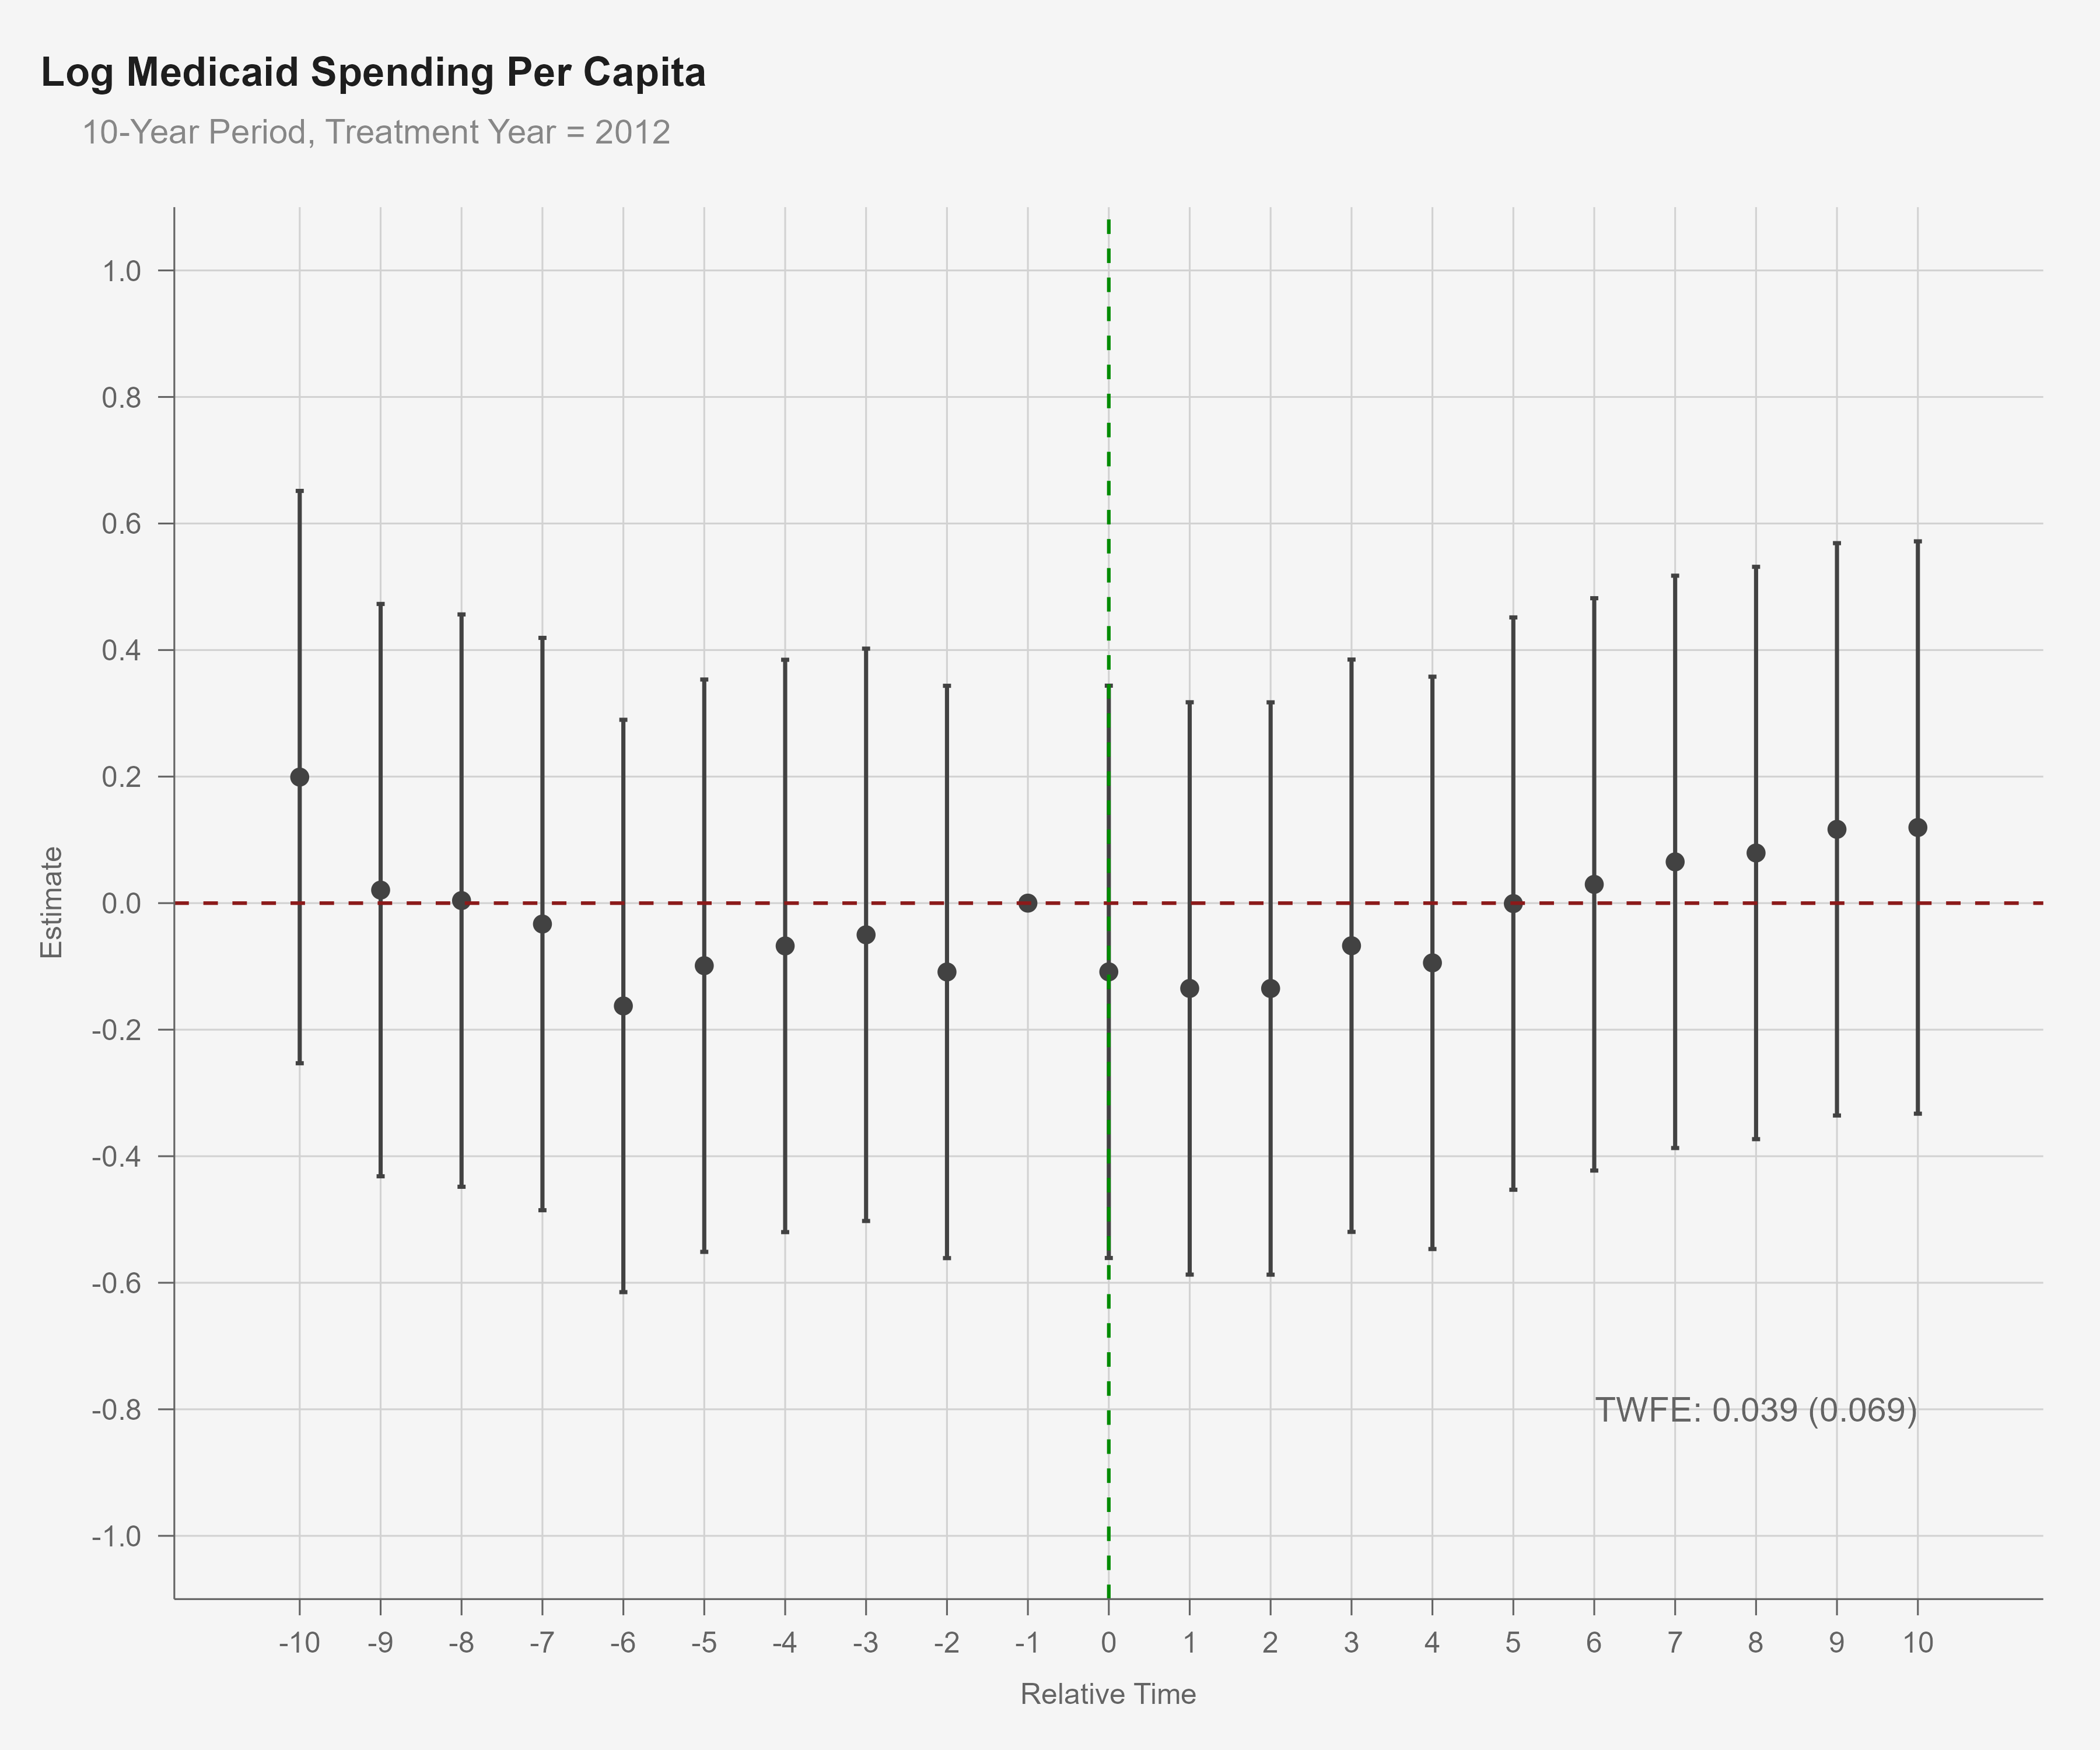 Log Medicaid Spending Per Capita
10-Year Period, Treatment Year = 2012
1.0
0.8
0.6
0.4
0.2
0.0
-0.2
-0.4
-0.6
-0.8
-1.0
Estimate
TWFE: 0.039 (0.069)
-10 -9 -8 -7 -6 -5 -4 -3 -2 -1 0 1 2 3 4 5 6 7 8 9 10
Relative Time